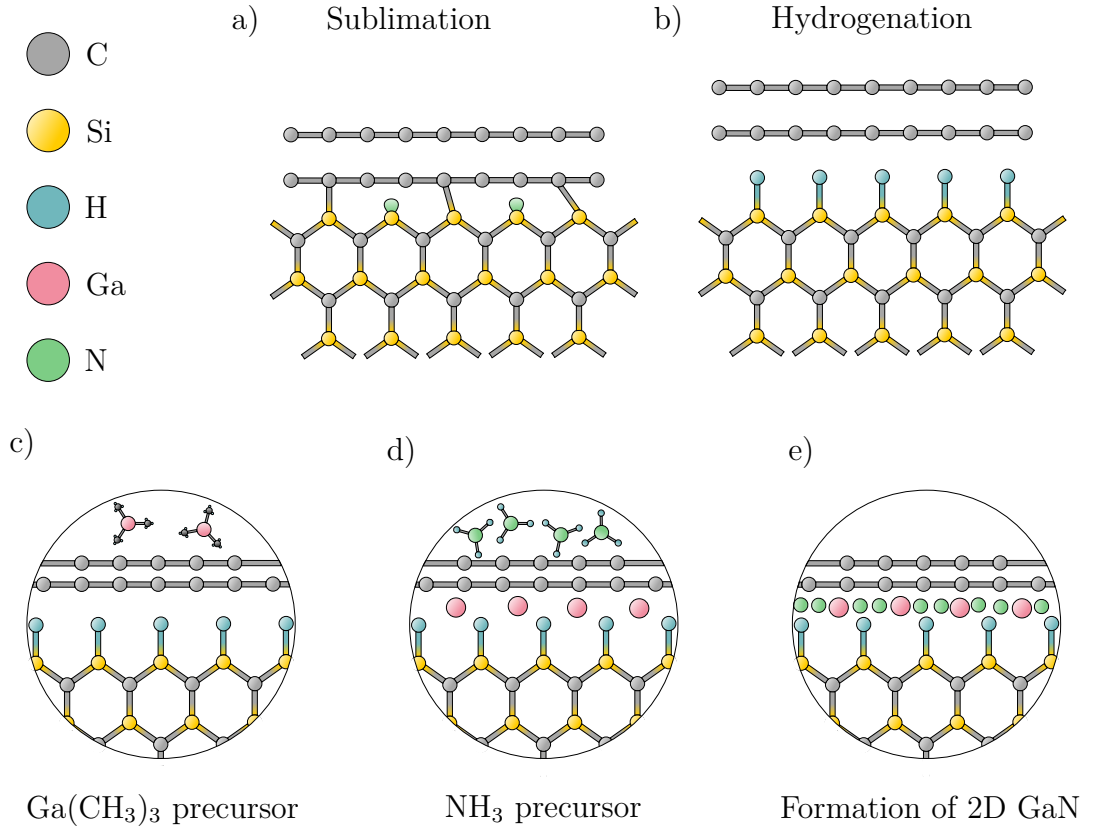 a) Sublimation
b) Hydrogenation
C
Si
H
Ga
N
c)
d)
e)
Ga(CH₃)₃ precursor
NH₃ precursor
Formation of 2D GaN